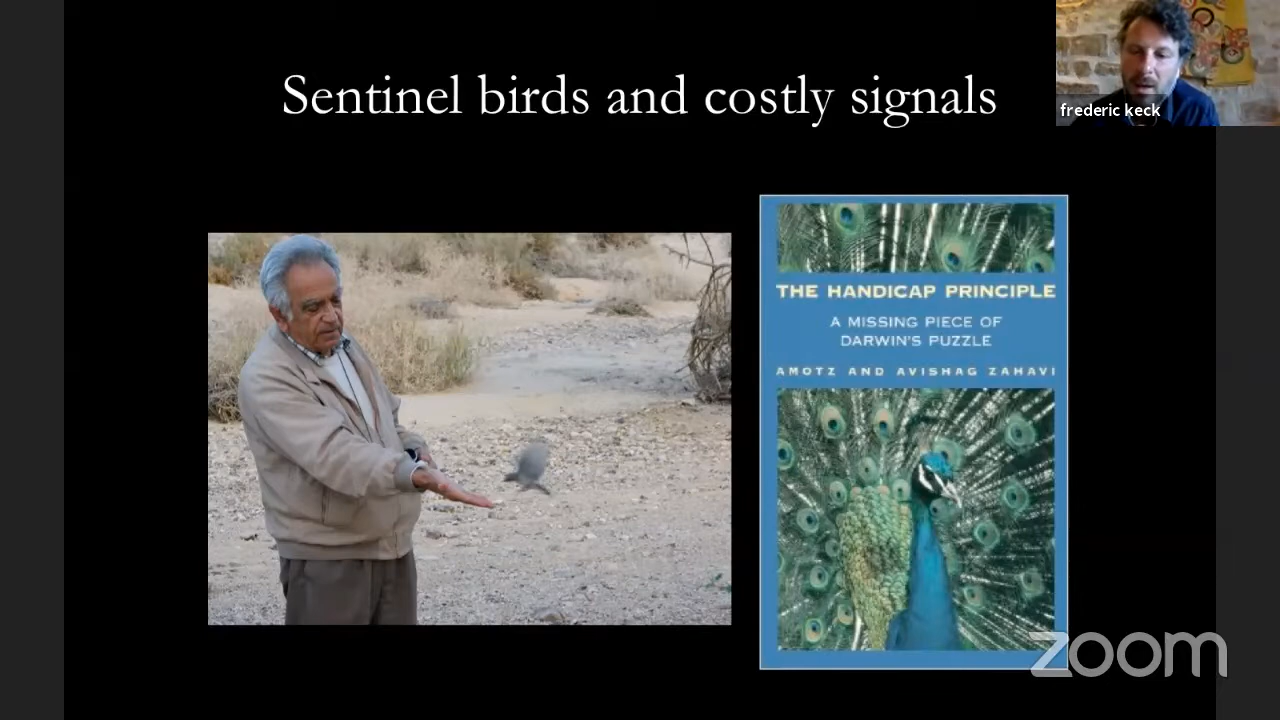 Sentinel birds and costly signals
frederic keck
THE HANDICAP PRINCIPLE
A MISSING PIECE OF
DARWIN'S PUZZLE
AMOTZ AND AVISHAG ZAHAVI
zoom